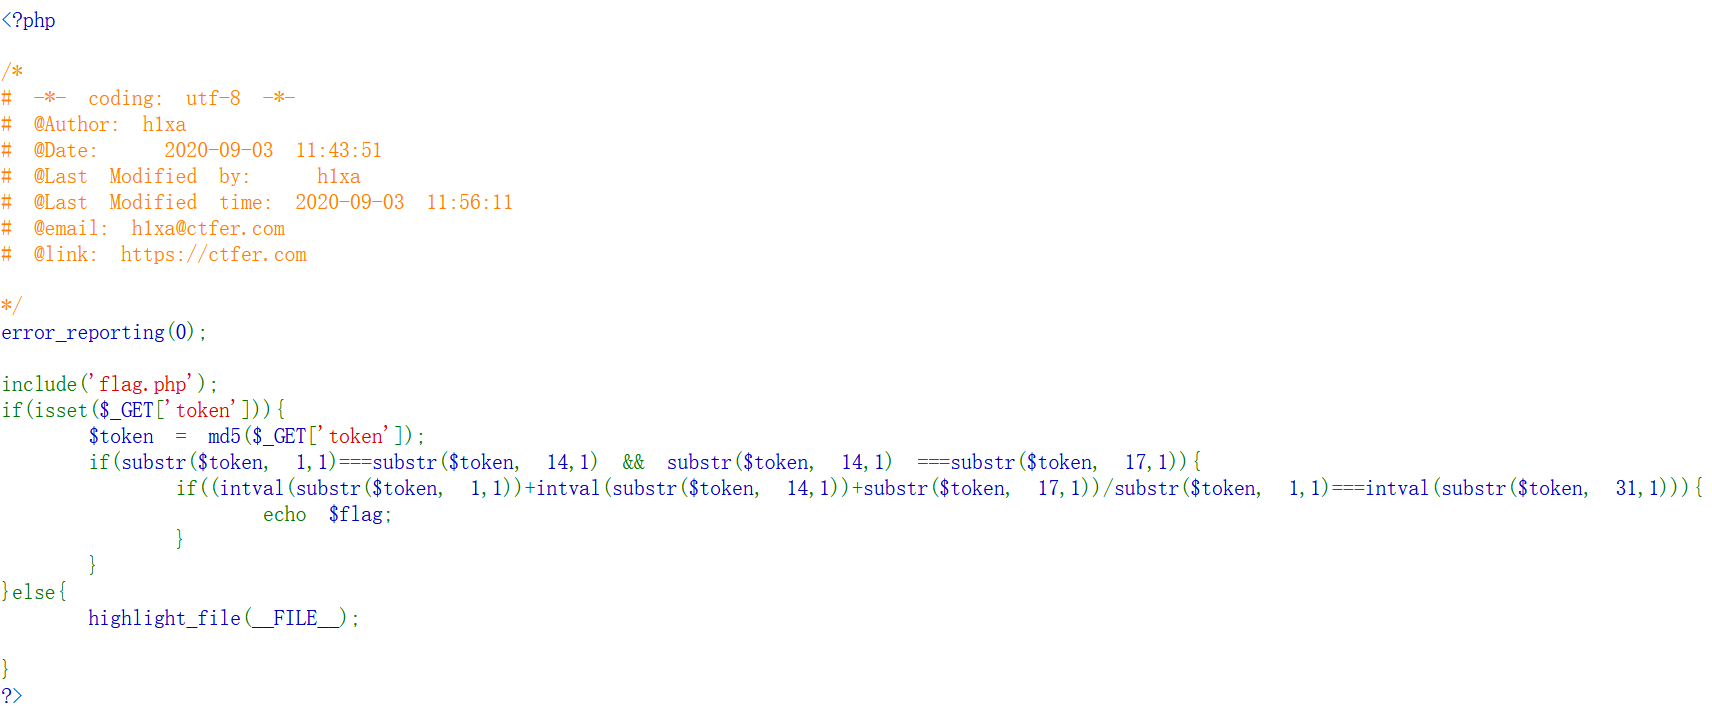 <?php

/*
# -*- coding: utf-8 -*-
# @Author: h1xa
# @Date:   2020-09-03 11:43:51
# @Last Modified by:   h1xa
# @Last Modified time: 2020-09-03 11:56:11
# @email: h1xa@ctfer.com
# @link: https://ctfer.com

*/
error_reporting(0);

include('flag.php');
if(isset($_GET['token'])){
    $token = md5($_GET['token']);
    if(substr($token, 1,1)===substr($token, 14,1) && substr($token, 14,1) ===substr($token, 17,1)){
        if((intval(substr($token, 1,1))+intval(substr($token, 14,1))+substr($token, 17,1))/substr($token, 1,1)===intval(substr($token, 31,1))){
            echo $flag;
        }
    }
}else{
    highlight_file(__FILE__);

}
?>